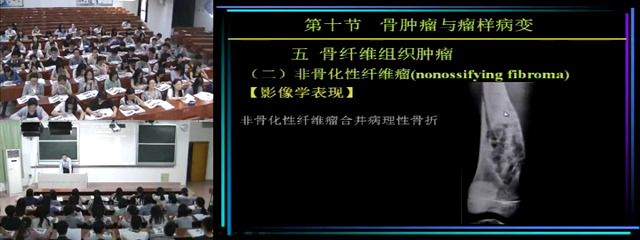 第十节　骨肿瘤与瘤样病变
五 骨纤维组织肿瘤
（二）非骨化性纤维瘤(nonossifying fibroma)
【影像学表现】
非骨化性纤维瘤合并病理性骨折